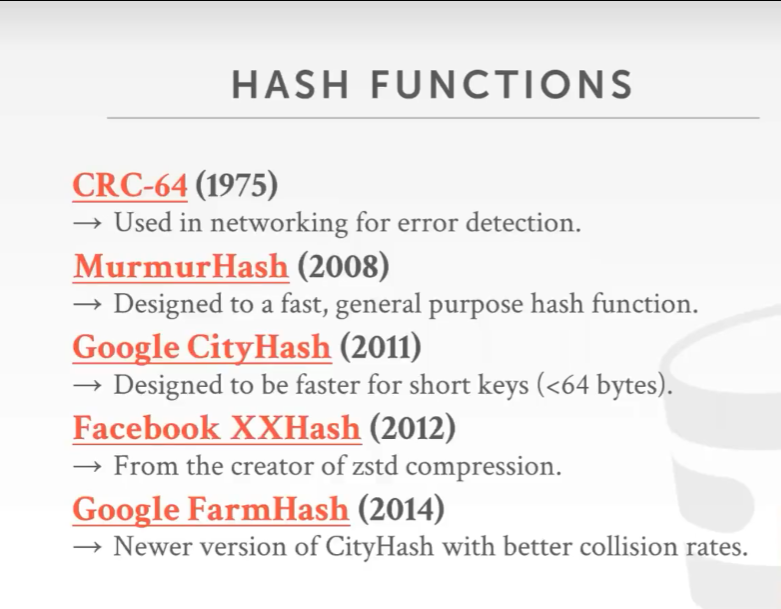 HASH FUNCTIONS
CRC-64 (1975)
→ Used in networking for error detection.
MurmurHash (2008)
→ Designed to a fast, general purpose hash function.
Google CityHash (2011)
→ Designed to be faster for short keys (<64 bytes).
Facebook XXHash (2012)
→ From the creator of zstd compression.
Google FarmHash (2014)
→ Newer version of CityHash with better collision rates.